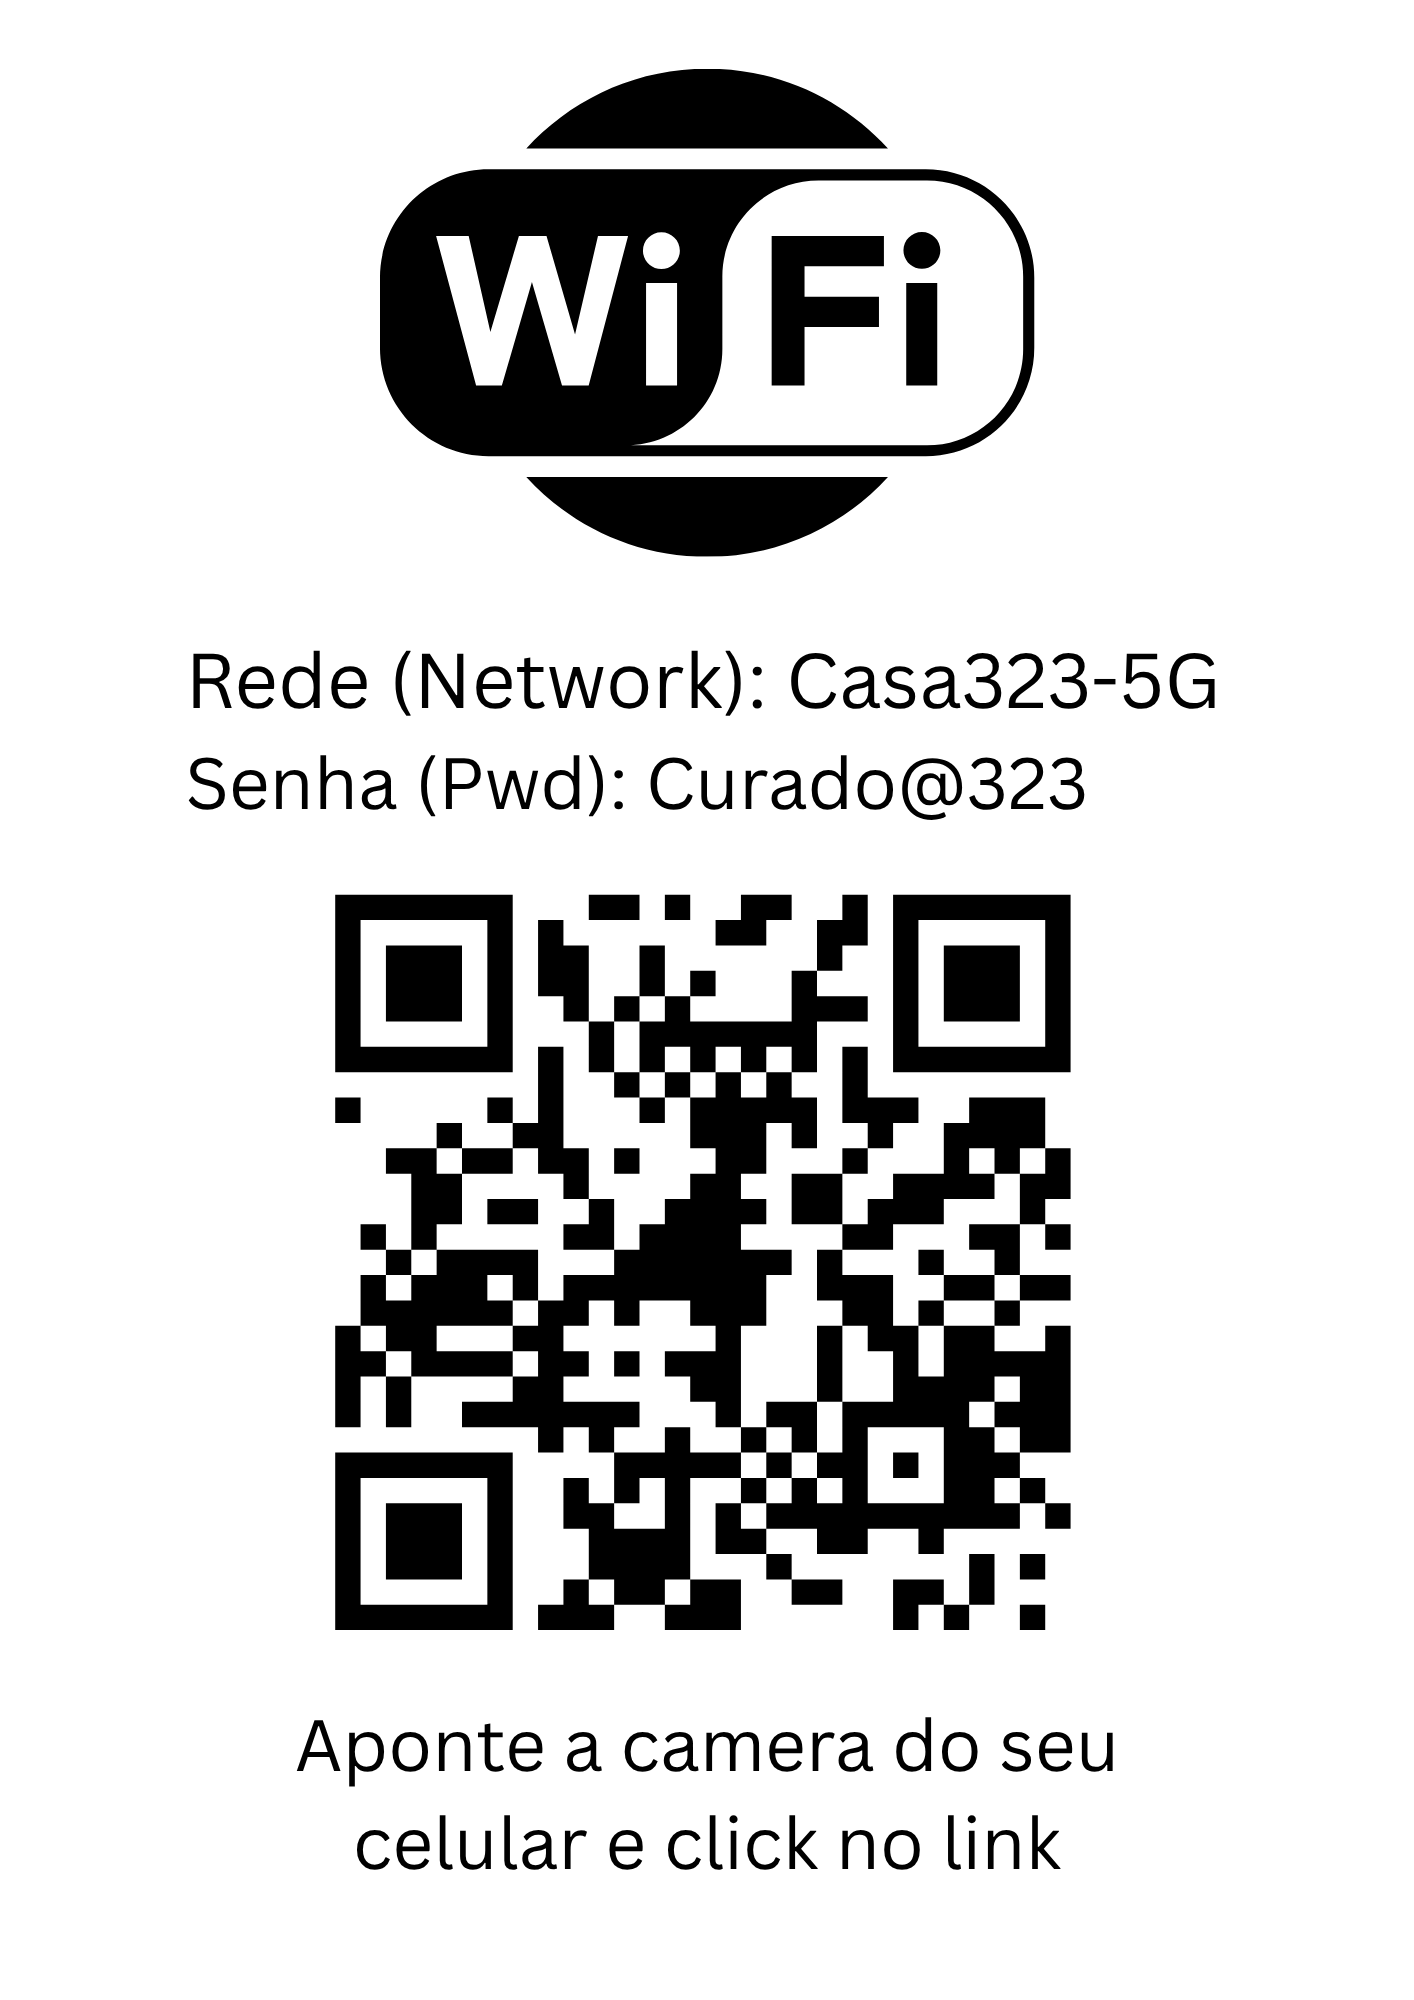 WiFi
Rede (Network): Casa323-5G
Senha (Pwd): Curado@323
Aponte a camera do seu
celular e click no link